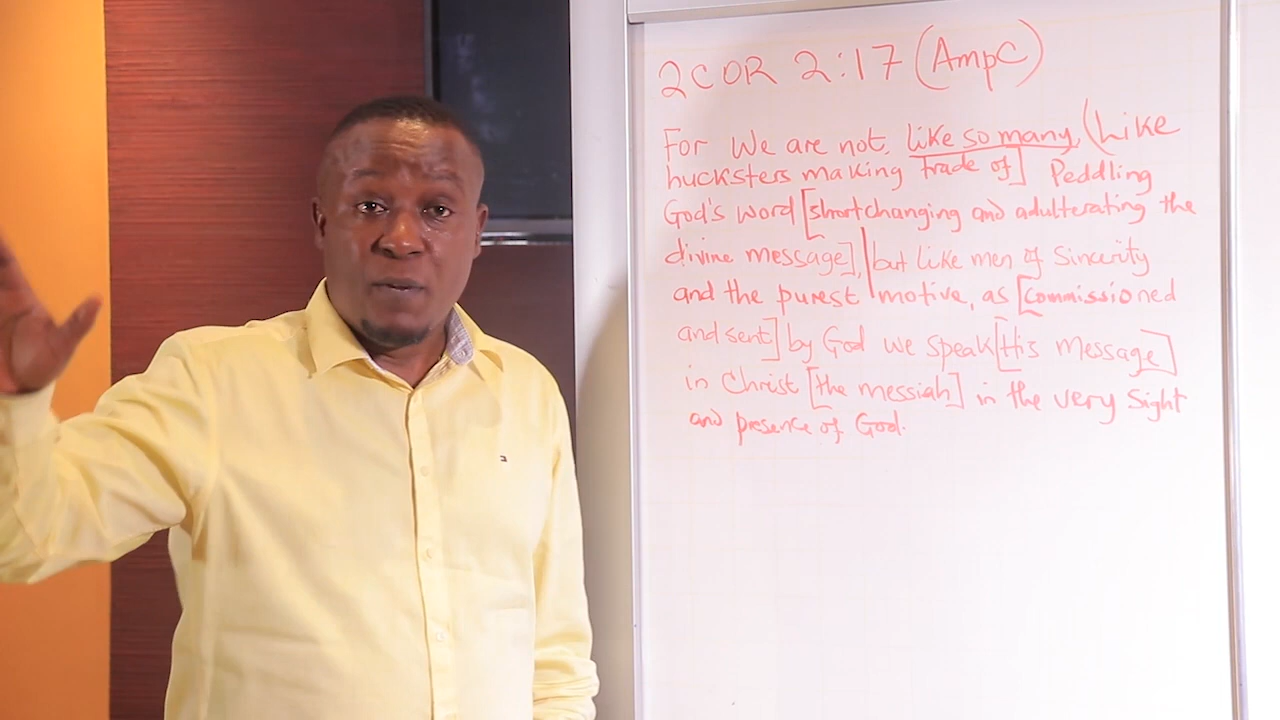 2COR 2:17 (AmpC)
For We are not, like so many, (Like
hucksters making trade of] Peddling
God's word [shortchanging and adulterating the
divine message], but like men of Sincerity
and the purest motive, as [commissioned
and sent] by God we speak [His Message]
in Christ [the messiah] in the very Sight
and presence of God.